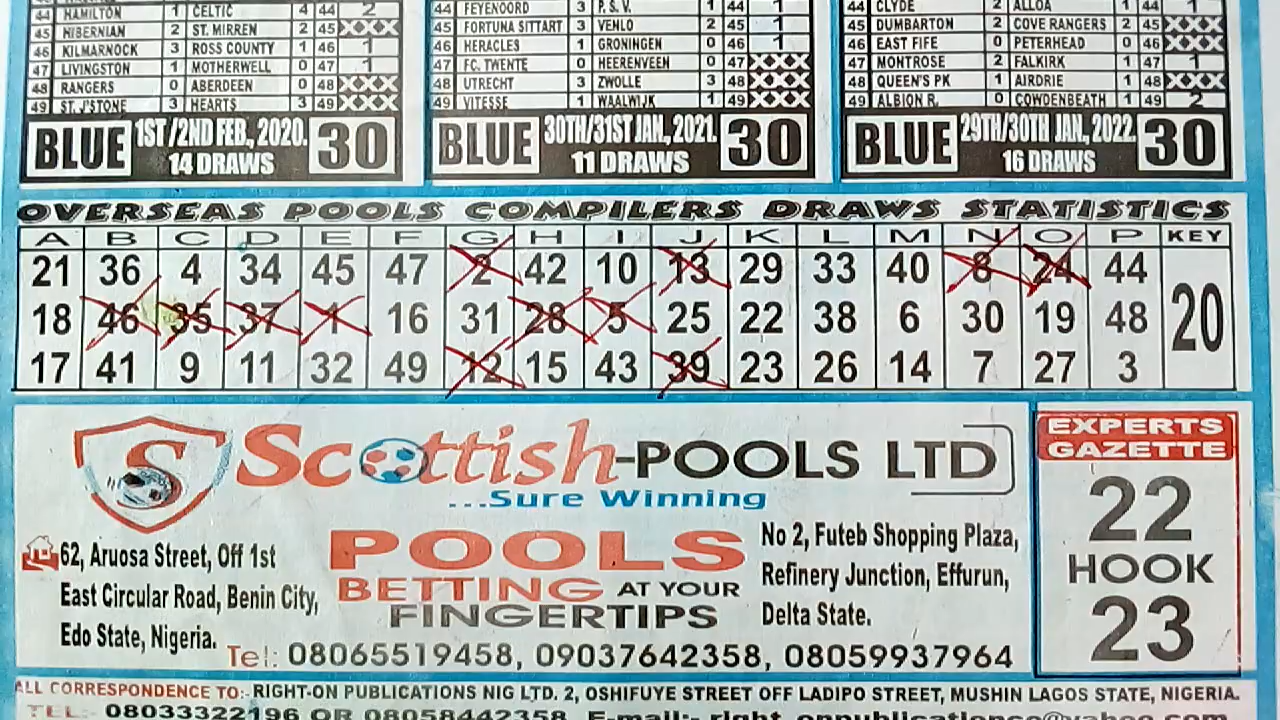 44 HAMILTON 1 CELTIC 4 44 2
45 HIBERNIAN 2 ST. MIRREN 2 45 XXX
46 KILMARNOCK 3 ROSS COUNTY 1 46 1
47 LIVINGSTON 1 MOTHERWELL 0 47 1
48 RANGERS 0 ABERDEEN 0 48 XXX
49 ST. J'STONE 3 HEARTS 3 49 XXX
BLUE 1ST/2ND FEB., 2020. 30
14 DRAWS
44 FEYENOORD 3 P.S.V. 1 44 1
45 FORTUNA SITTART 3 VENLO 2 45 1
46 HERACLES 1 GRONINGEN 0 46 1
47 FC. TWENTE 0 HEERENVEEN 0 47 XXX
48 UTRECHT 3 ZWOLLE 3 48 XXX
49 VITESSE 1 WAALWIJK 1 49 XXX
BLUE 30TH/31ST JAN., 2021. 30
11 DRAWS
44 CLYDE 2 ALLOA 1 44 1
45 DUMBARTON 2 COVE RANGERS 2 45 XXX
46 EAST FIFE 0 PETERHEAD 0 46 XXX
47 MONTROSE 2 FALKIRK 1 47 1
48 QUEEN'S PK 1 AIRDRIE 1 48 XXX
49 ALBION R. 0 COWDENBEATH 1 49 2
BLUE 29TH/30TH JAN., 2022. 30
16 DRAWS
OVERSEAS POOLS COMPILERS DRAWS STATISTICS
A B C D E F G H I J K L M N O P KEY
21 36 4 34 45 47 2 42 10 13 29 33 40 8 24 44
18 46 35 37 1 16 31 28 5 25 22 38 6 30 19 48 20
17 41 9 11 32 49 12 15 43 39 23 26 14 7 27 3
S Scottish-POOLS LTD
...Sure Winning
62, Aruosa Street, Off 1st
East Circular Road, Benin City,
Edo State, Nigeria.
POOLS
BETTING AT YOUR
FINGERTIPS
No 2, Futeb Shopping Plaza,
Refinery Junction, Effurun,
Delta State.
Tel: 08065519458, 09037642358, 08059937964
EXPERTS
GAZETTE
22
HOOK
23
ALL CORRESPONDENCE TO:- RIGHT-ON PUBLICATIONS NIG LTD. 2, OSHIFUYE STREET OFF LADIPO STREET, MUSHIN LAGOS STATE, NIGERIA.
TEL:- 08033322196 OR 08058442358, E-mail:- right_onpublicationco@yahoo.com